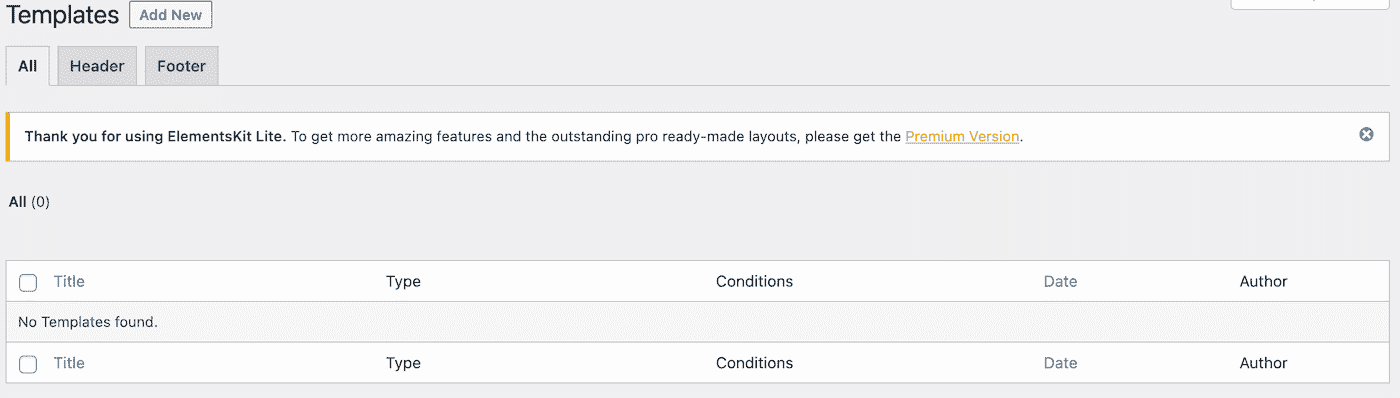 Templates Add New
All Header Footer
Thank you for using ElementsKit Lite. To get more amazing features and the outstanding pro ready-made layouts, please get the Premium Version.
All (0)
Title Type Conditions Date Author
No Templates found.
Title Type Conditions Date Author